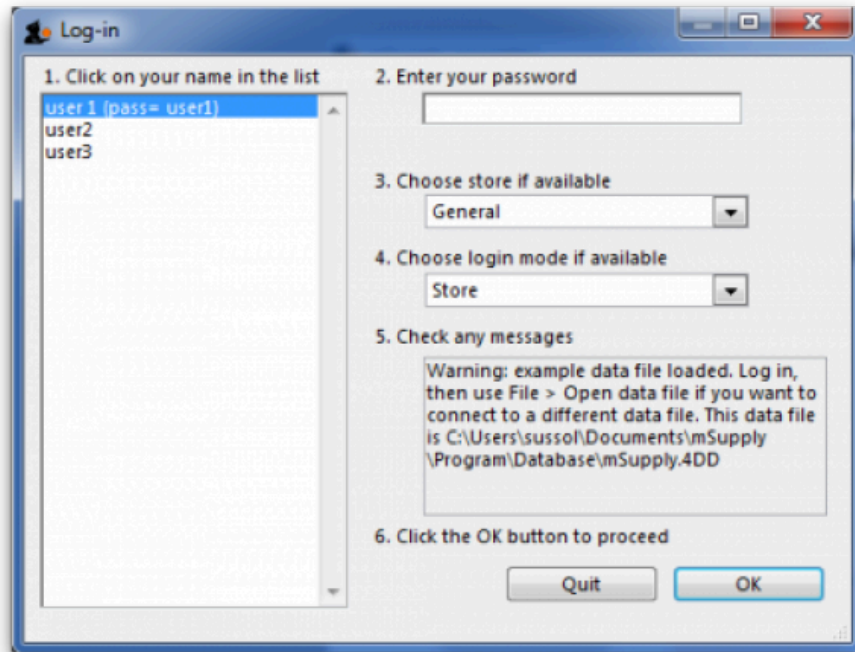 Log-in
1. Click on your name in the list
user 1 (pass= user1)
user2
user3
2. Enter your password
3. Choose store if available
General
4. Choose login mode if available
Store
5. Check any messages
Warning: example data file loaded. Log in,
then use File > Open data file if you want to
connect to a different data file. This data file
is C:\Users\sussol\Documents\mSupply
\Program\Database\mSupply.4DD
6. Click the OK button to proceed
Quit
OK